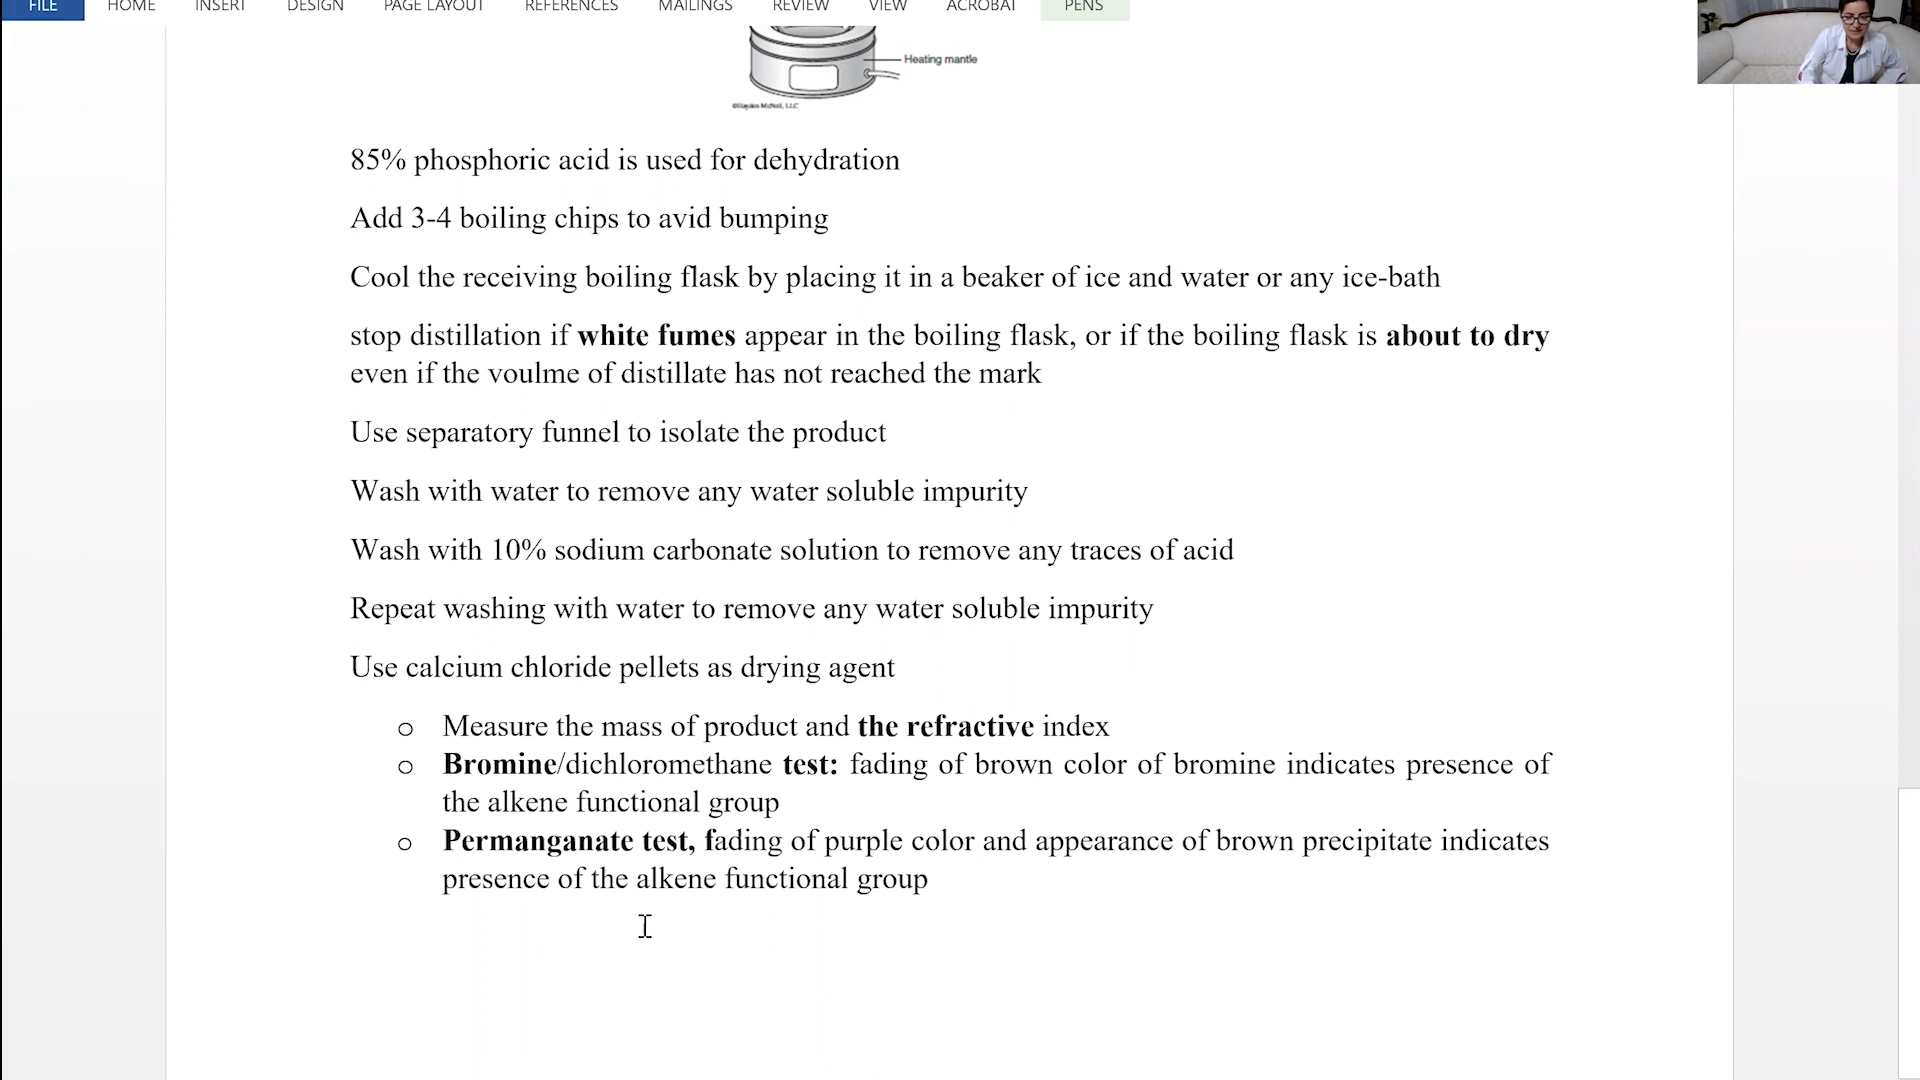 FILE HOME INSERT DESIGN PAGE LAYOUT REFERENCES MAILINGS REVIEW VIEW ACROBAT PENS
Heating mantle
©Hayden-McNeil, LLC
85% phosphoric acid is used for dehydration
Add 3-4 boiling chips to avid bumping
Cool the receiving boiling flask by placing it in a beaker of ice and water or any ice-bath
stop distillation if white fumes appear in the boiling flask, or if the boiling flask is about to dry
even if the voulme of distillate has not reached the mark
Use separatory funnel to isolate the product
Wash with water to remove any water soluble impurity
Wash with 10% sodium carbonate solution to remove any traces of acid
Repeat washing with water to remove any water soluble impurity
Use calcium chloride pellets as drying agent
o Measure the mass of product and the refractive index
o Bromine/dichloromethane test: fading of brown color of bromine indicates presence of
the alkene functional group
o Permanganate test, fading of purple color and appearance of brown precipitate indicates
presence of the alkene functional group